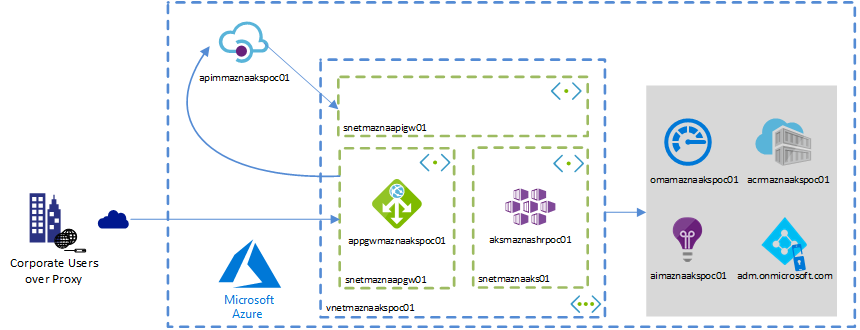 apimmaznaakspoc01
snetmaznaapigw01
omamaznaakspoc01
acrmaznaakspoc01
appgwmaznaakspoc01
aksmaznashrpoc01
Corporate Users
over Proxy
snetmaznaapgw01
snetmaznaaks01
aimaznaakspoc01
adm.onmicrosoft.com
Microsoft
Azure
vnetmaznaakspoc01